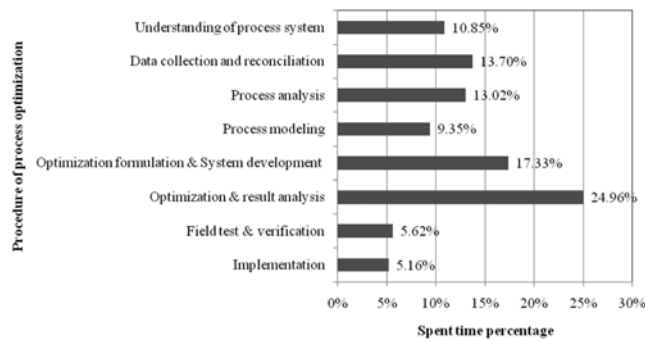 Procedure of process optimization
Understanding of process system 10.85%
Data collection and reconciliation 13.70%
Process analysis 13.02%
Process modeling 9.35%
Optimization formulation & System development 17.33%
Optimization & result analysis 24.96%
Field test & verification 5.62%
Implementation 5.16%
0% 5% 10% 15% 20% 25% 30%
Spent time percentage